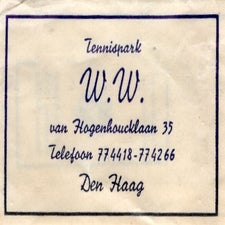 Tennispark
W.W.
van Hogenhoucklaan 35
Telefoon 774418-774266
Den Haag